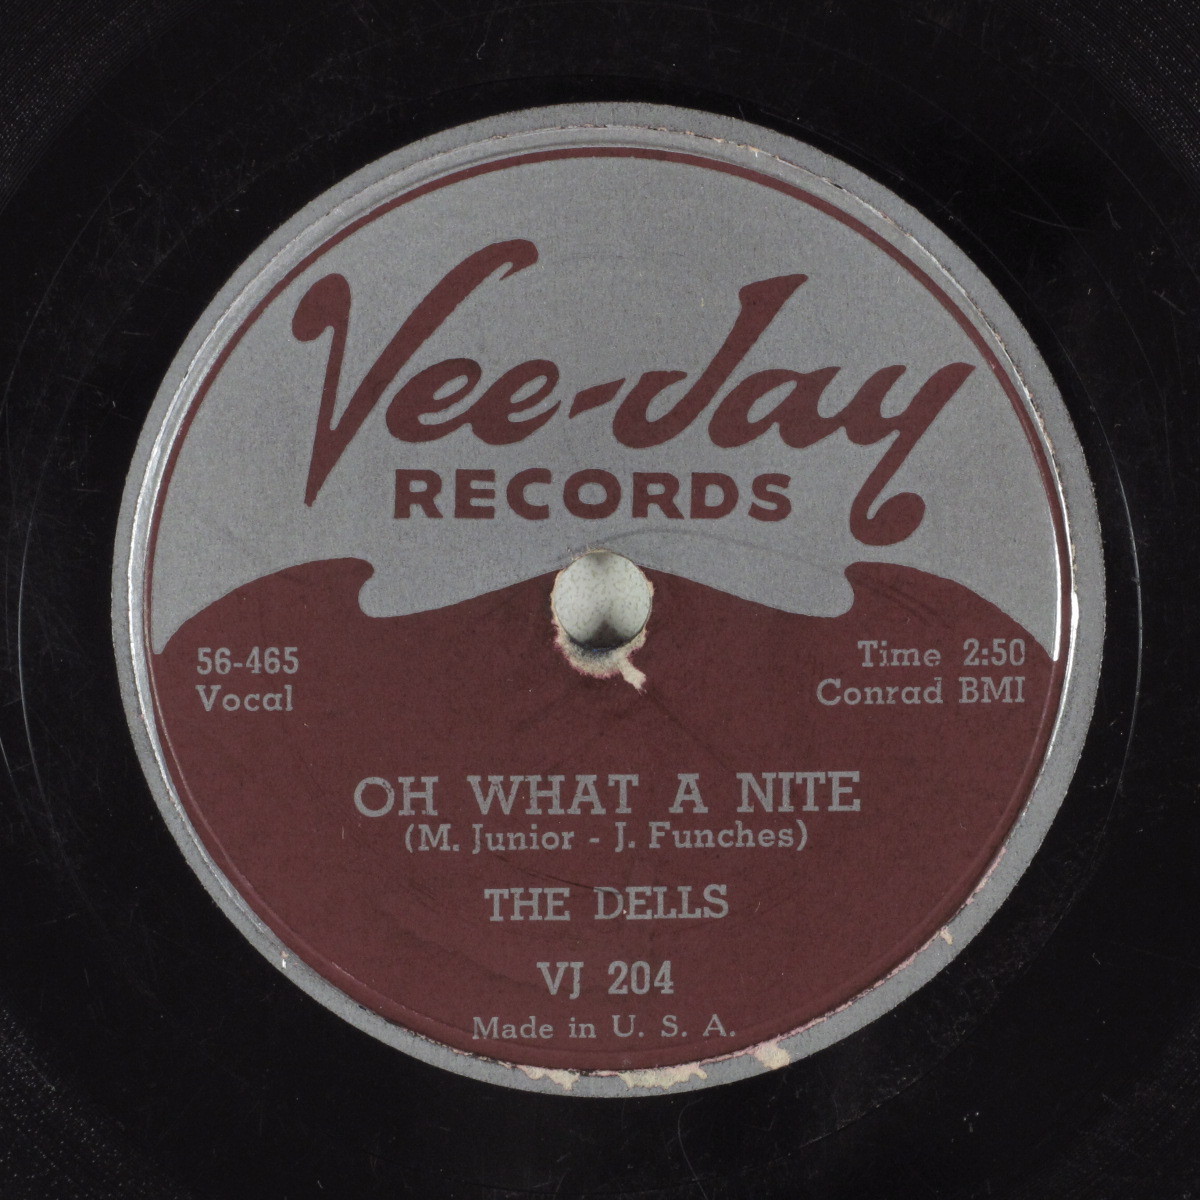 Vee-Jay
RECORDS
56-465
Vocal
Time 2:50
Conrad BMI
OH WHAT A NITE
(M. Junior - J. Funches)
THE DELLS
VJ 204
Made in U. S. A.